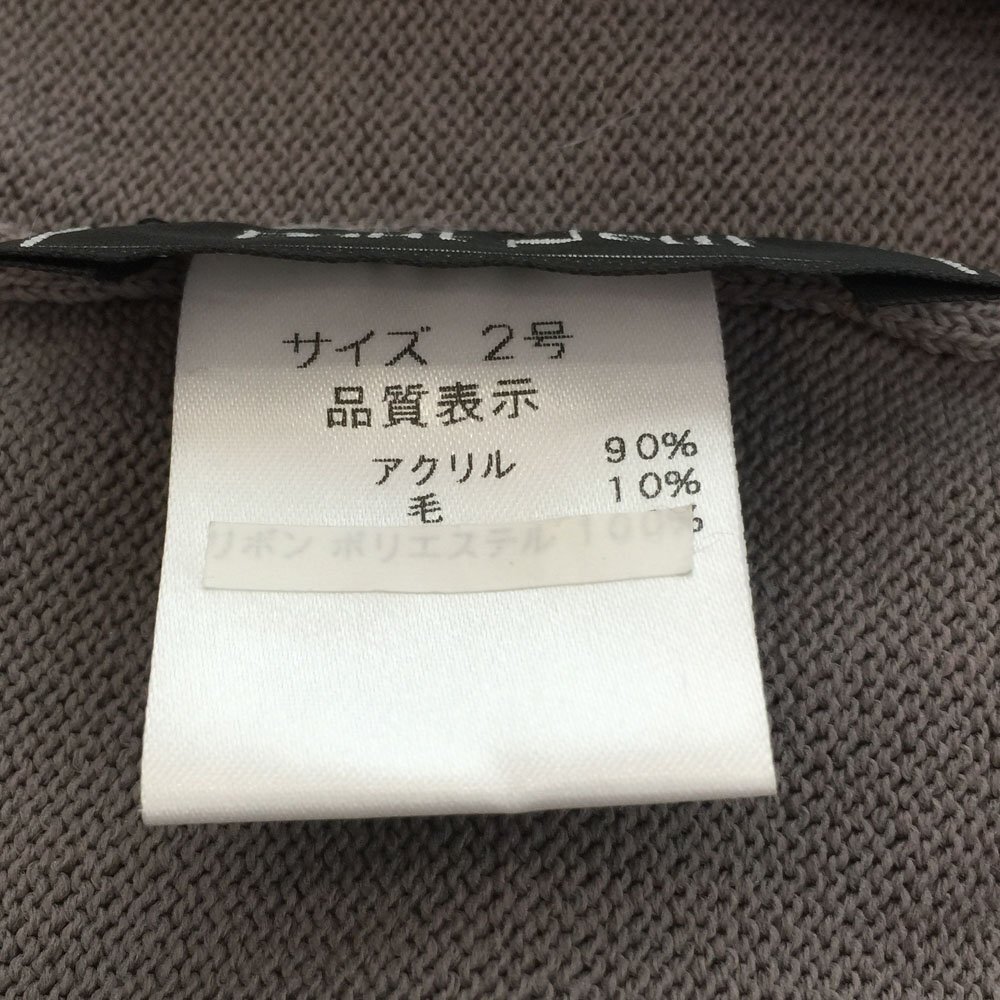 サイズ 2号
品質表示
アクリル 90%
毛 10%
リボン ポリエステル 100%